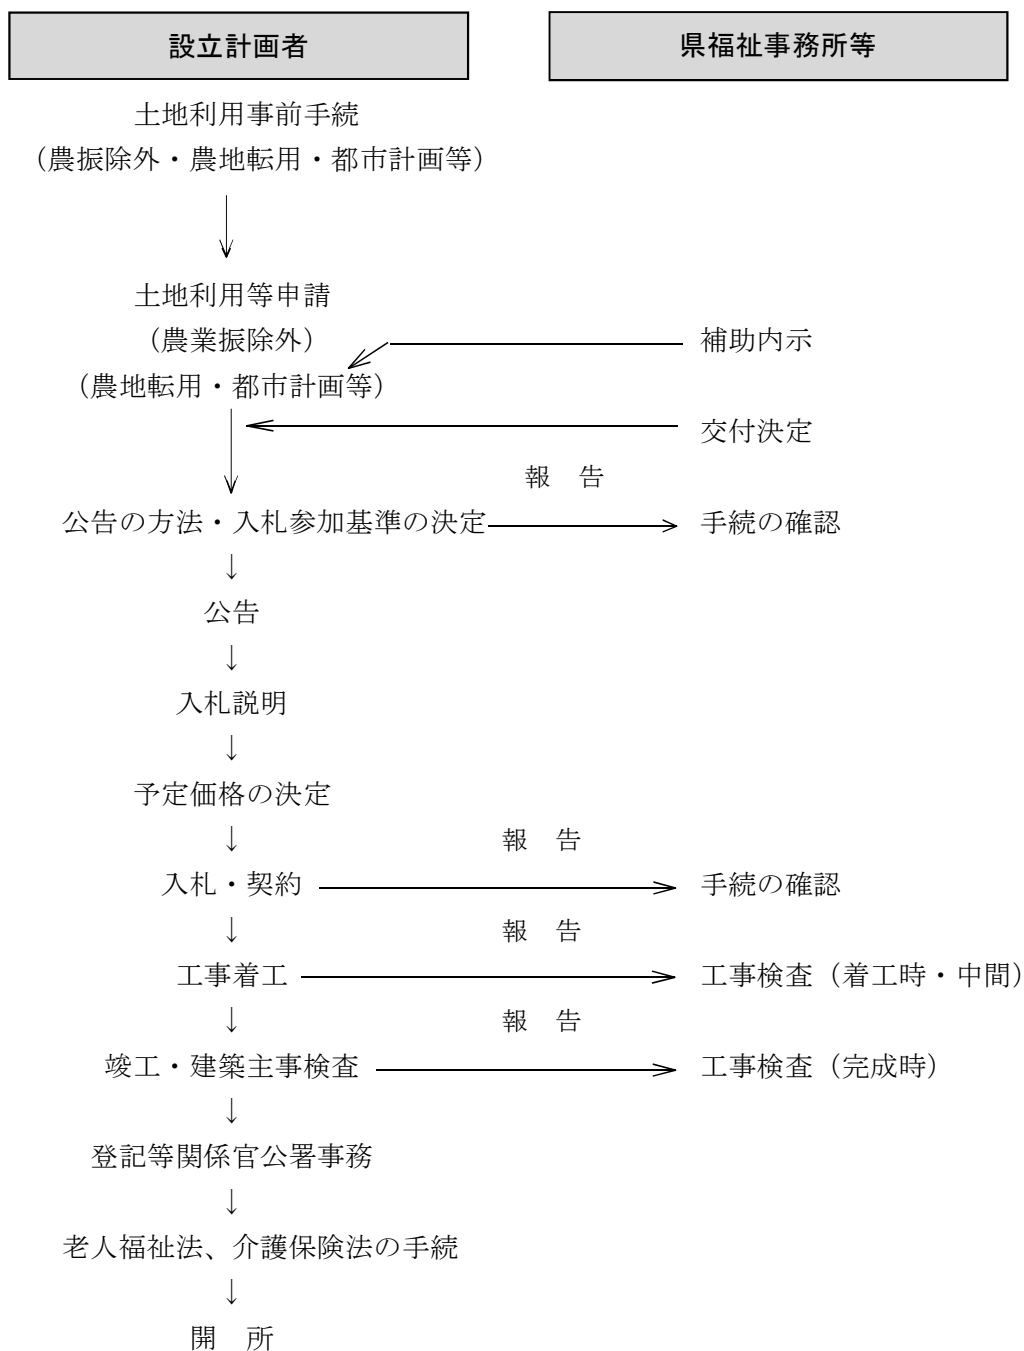 設立計画者　県福祉事務所等
土地利用事前手続
（農振除外・農地転用・都市計画等）
土地利用等申請
（農業振除外）　補助内示
（農地転用・都市計画等）
交付決定
報　告
公告の方法・入札参加基準の決定　手続の確認
↓
公告
↓
入札説明
↓
予定価格の決定
↓　報　告
入札・契約　手続の確認
↓　報　告
工事着工　工事検査（着工時・中間）
↓　報　告
竣工・建築主事検査　工事検査（完成時）
↓
登記等関係官公署事務
↓
老人福祉法、介護保険法の手続
↓
開　所